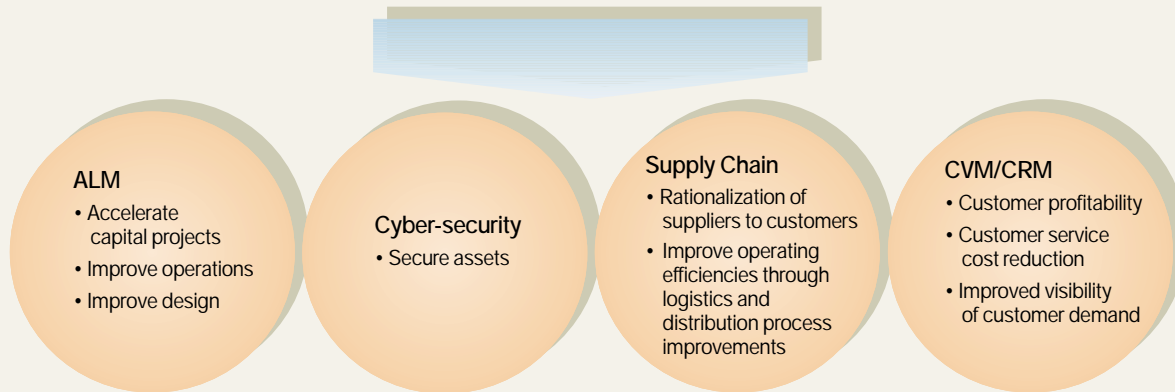 ALM
• Accelerate
capital projects
• Improve operations
• Improve design
Cyber-security
• Secure assets
Supply Chain
• Rationalization of
suppliers to customers
• Improve operating
efficiencies through
logistics and
distribution process
improvements
CVM/CRM
• Customer profitability
• Customer service
cost reduction
• Improved visibility
of customer demand